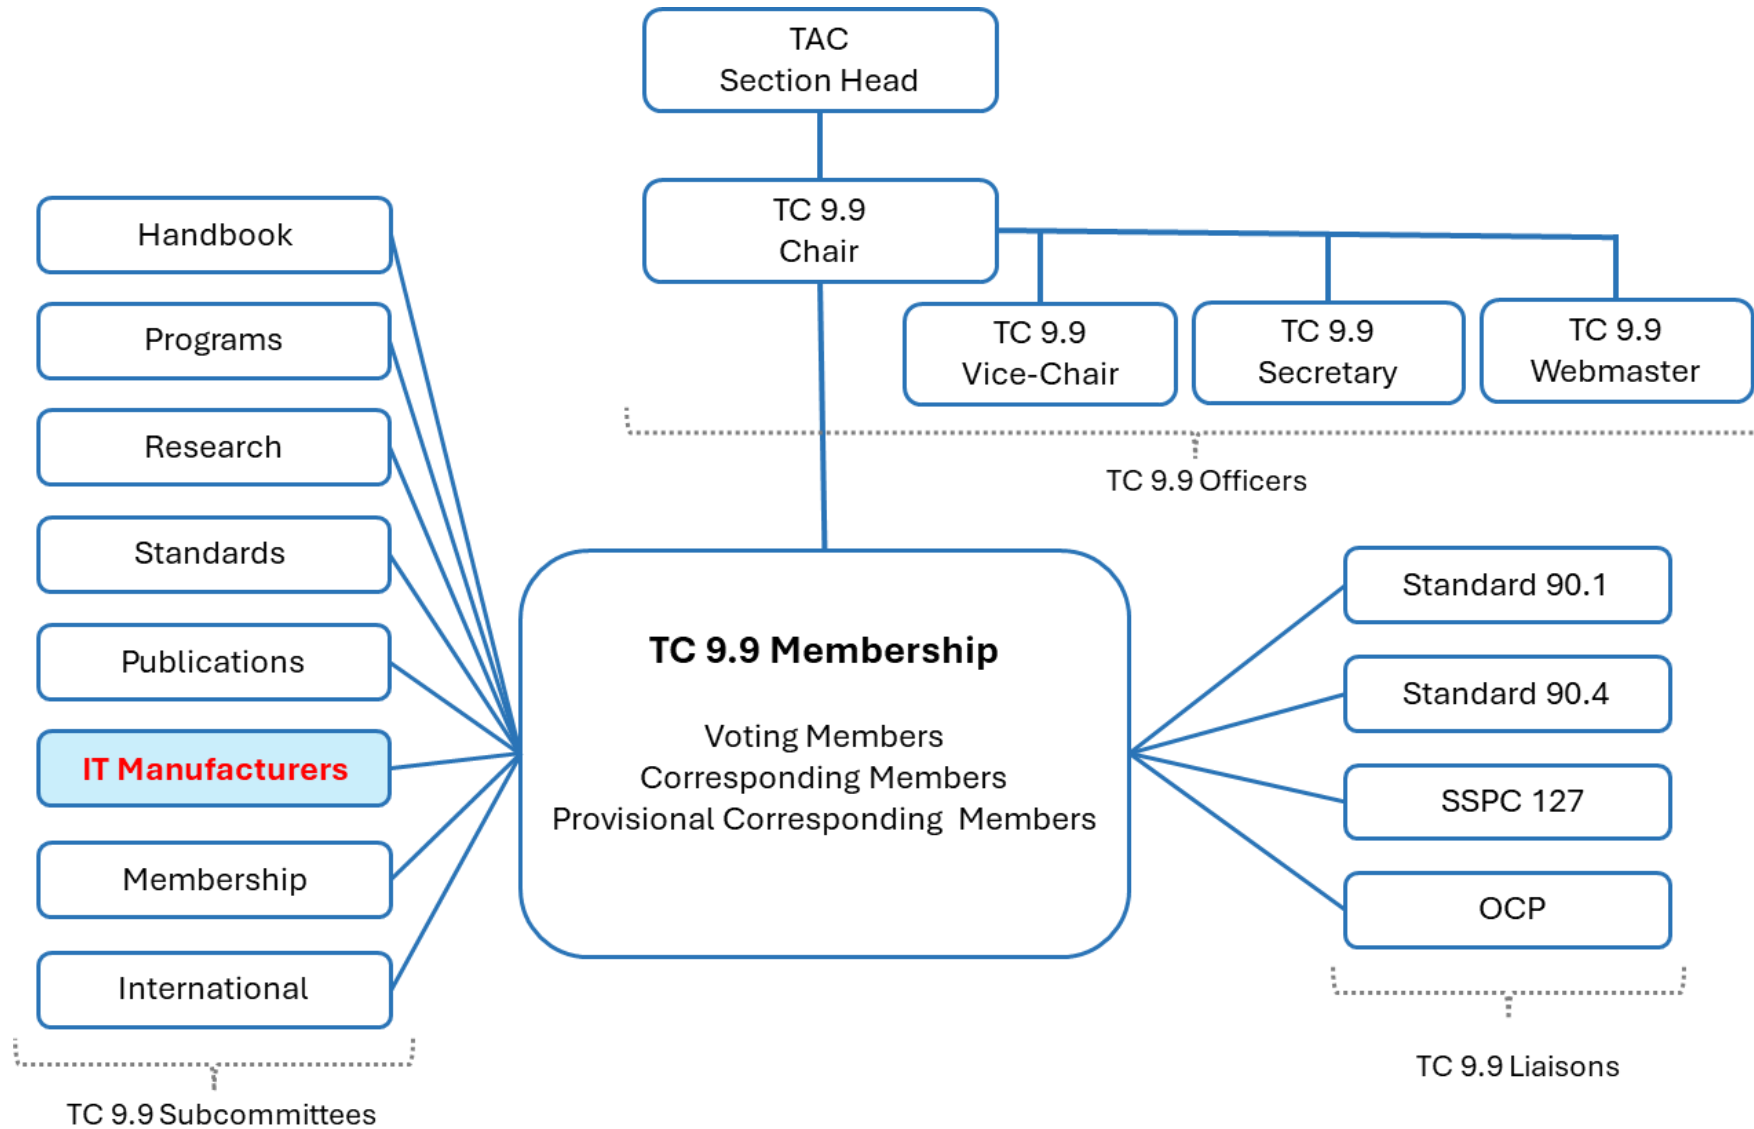 TAC
Section Head
TC 9.9
Chair
TC 9.9
Vice-Chair
TC 9.9
Secretary
TC 9.9
Webmaster
TC 9.9 Officers
Handbook
Programs
Research
Standards
Publications
IT Manufacturers
Membership
International
TC 9.9 Subcommittees
TC 9.9 Membership
Voting Members
Corresponding Members
Provisional Corresponding  Members
Standard 90.1
Standard 90.4
SSPC 127
OCP
TC 9.9 Liaisons